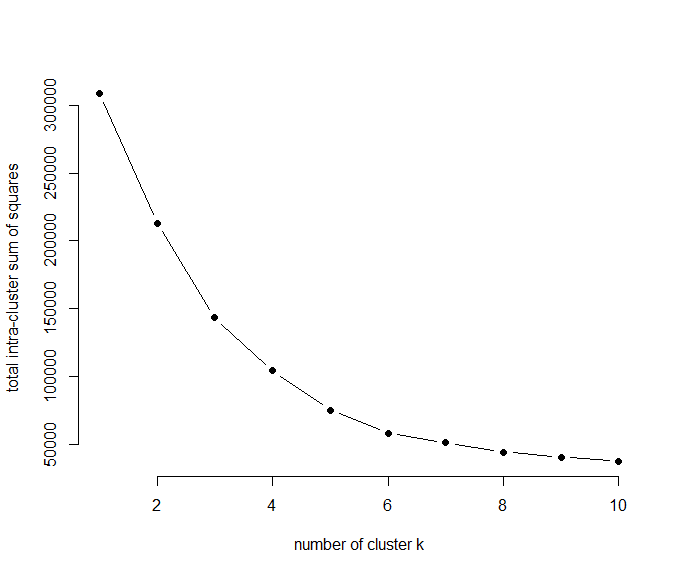 total intra-cluster sum of squares
300000
250000
200000
150000
100000
50000
2 4 6 8 10
number of cluster k